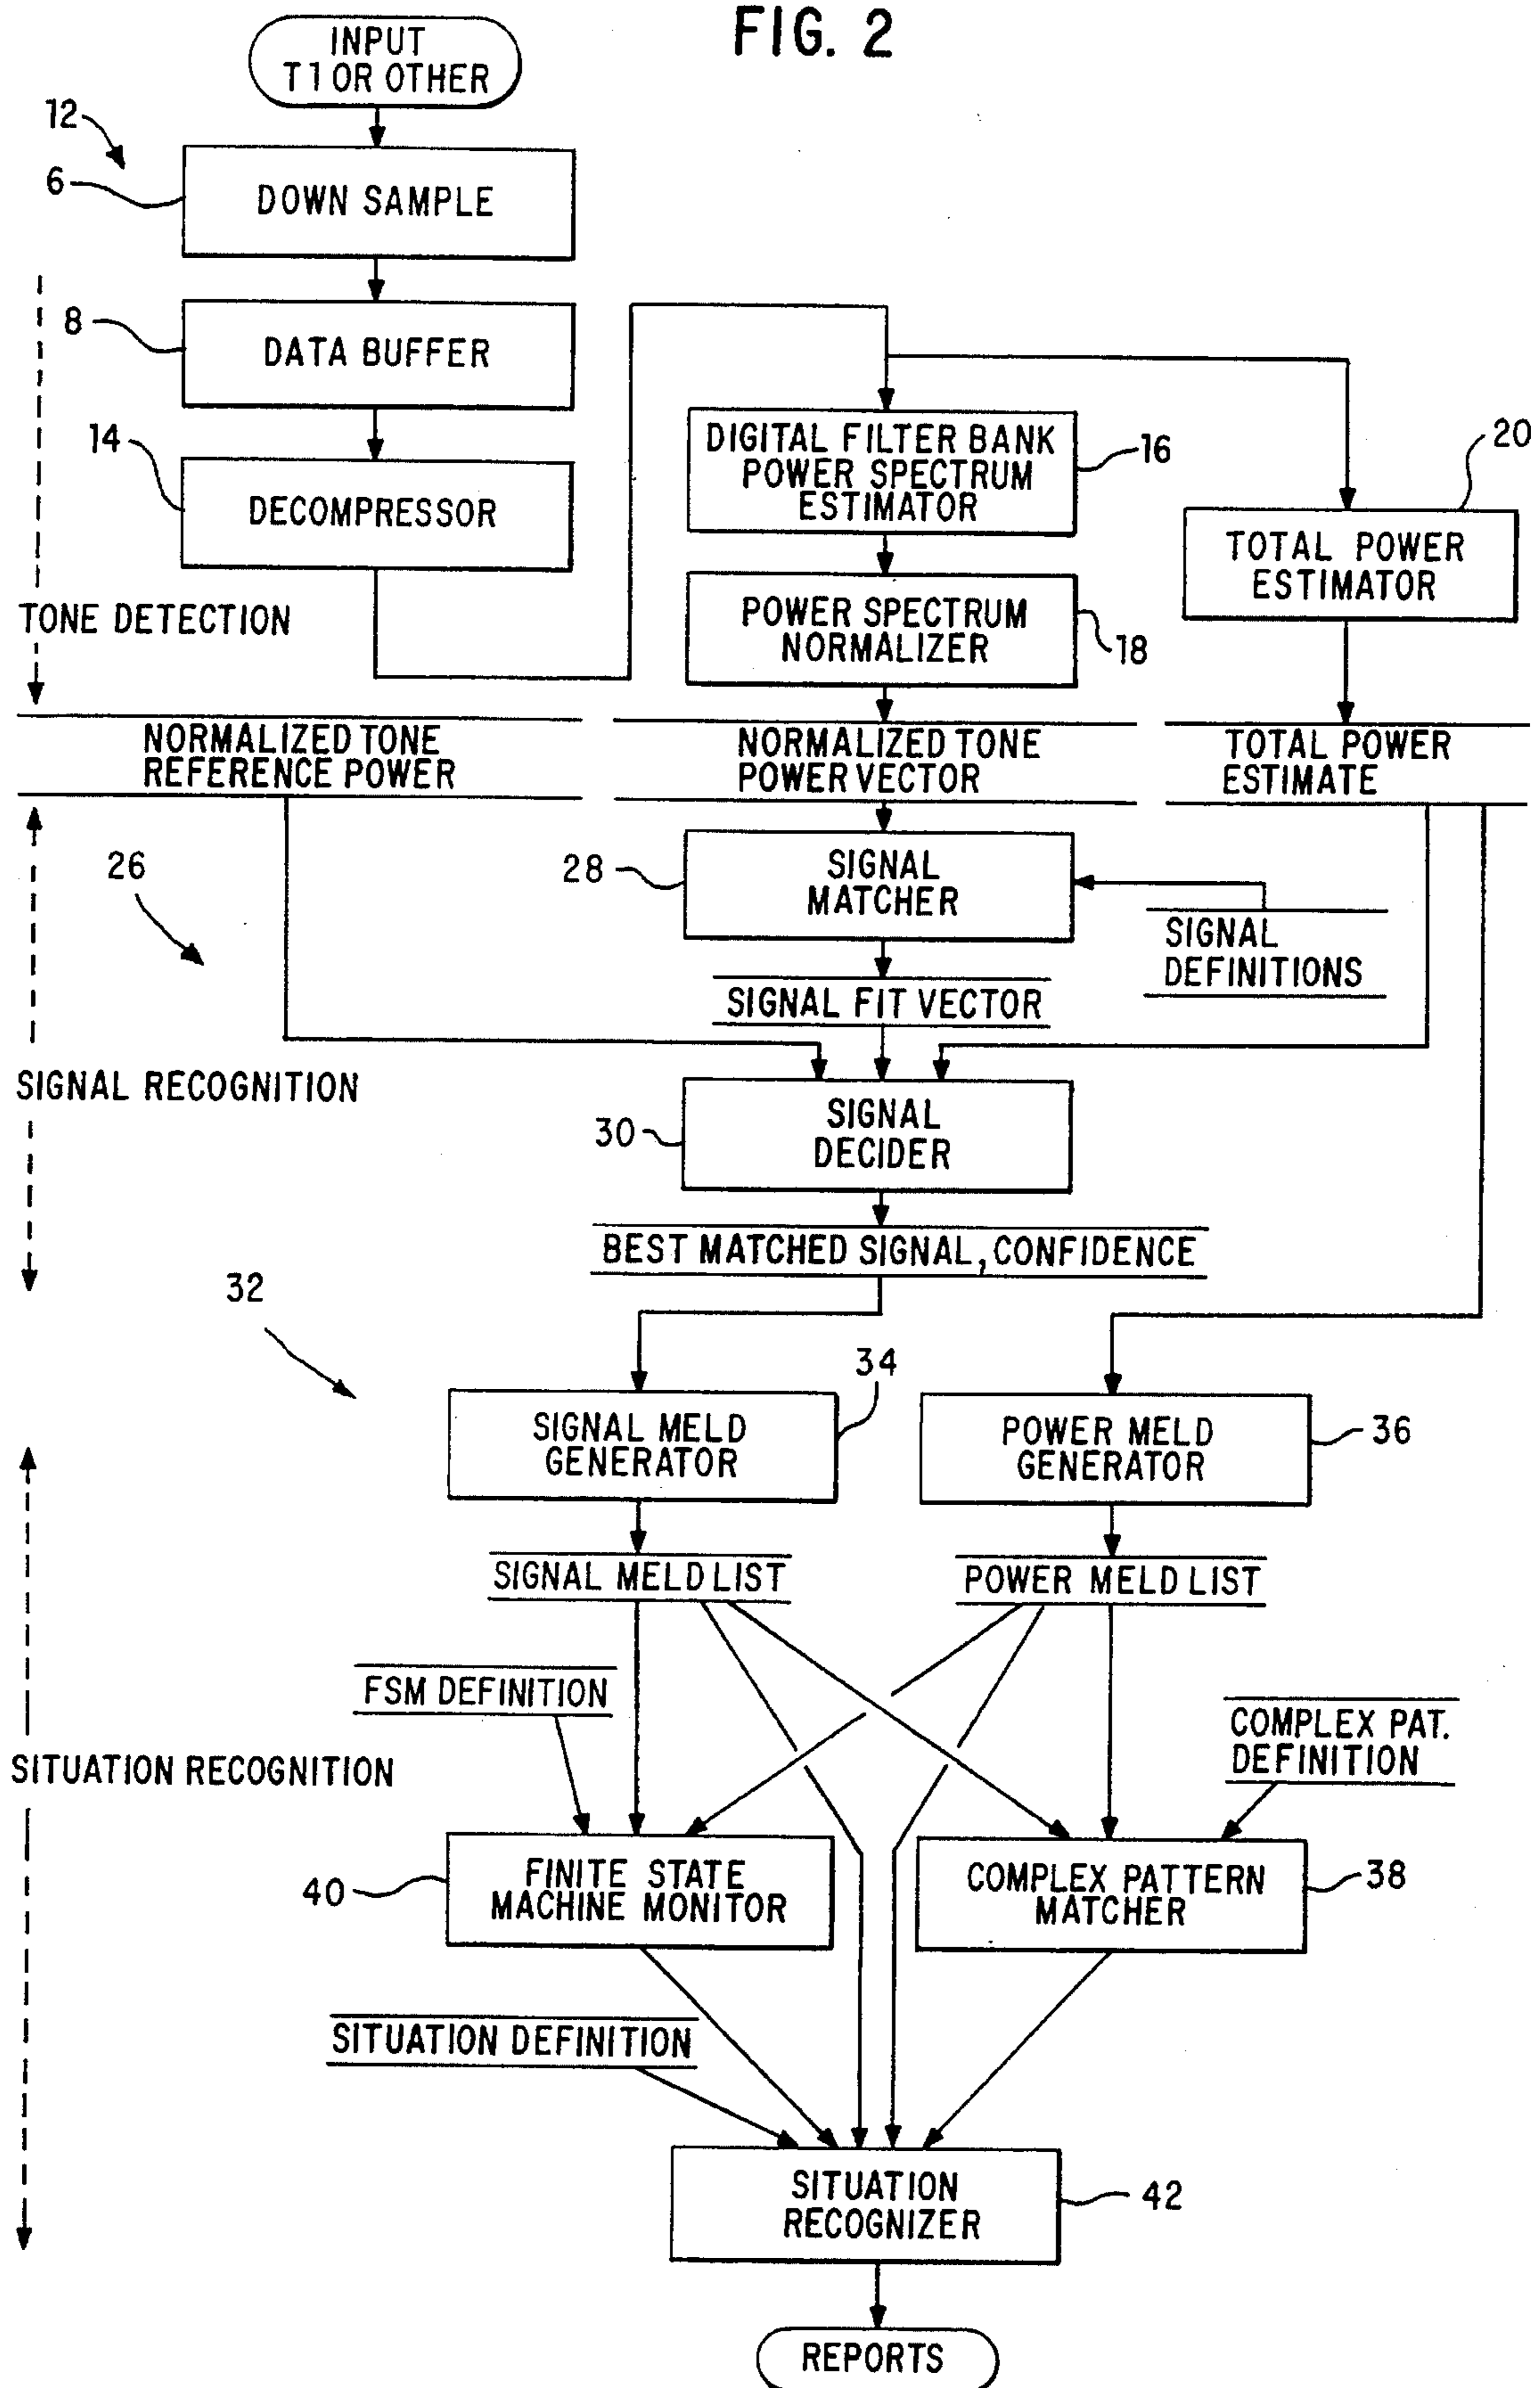 FIG. 2
INPUT
T1 OR OTHER
12
6
DOWN SAMPLE
8
DATA BUFFER
14
DECOMPRESSOR
DIGITAL FILTER BANK
POWER SPECTRUM
ESTIMATOR
16
20
TOTAL POWER
ESTIMATOR
POWER SPECTRUM
NORMALIZER
18
TONE DETECTION
NORMALIZED TONE
REFERENCE POWER
NORMALIZED TONE
POWER VECTOR
TOTAL POWER
ESTIMATE
26
28
SIGNAL
MATCHER
SIGNAL
DEFINITIONS
SIGNAL FIT VECTOR
SIGNAL RECOGNITION
30
SIGNAL
DECIDER
BEST MATCHED SIGNAL, CONFIDENCE
32
34
SIGNAL MELD
GENERATOR
POWER MELD
GENERATOR
36
SIGNAL MELD LIST
POWER MELD LIST
FSM DEFINITION
COMPLEX PAT.
DEFINITION
SITUATION RECOGNITION
40
FINITE STATE
MACHINE MONITOR
COMPLEX PATTERN
MATCHER
38
SITUATION DEFINITION
SITUATION
RECOGNIZER
42
REPORTS